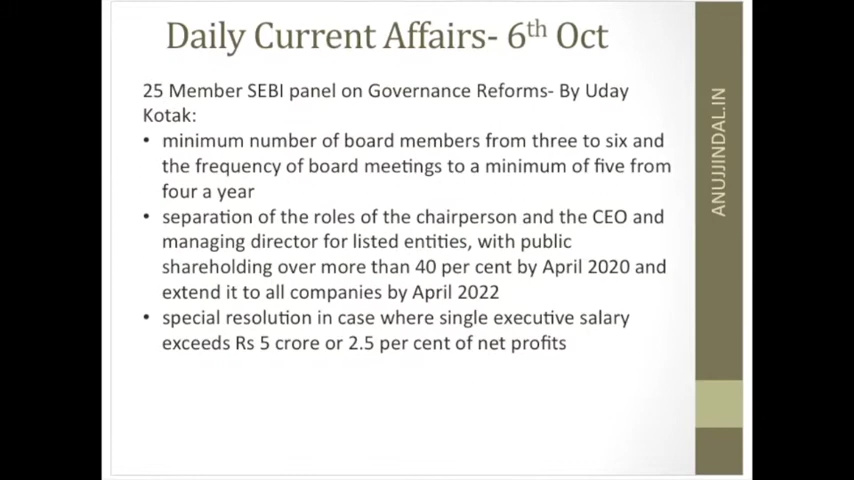 Daily Current Affairs- 6th Oct
25 Member SEBI panel on Governance Reforms- By Uday
Kotak:
• minimum number of board members from three to six and
the frequency of board meetings to a minimum of five from
four a year
• separation of the roles of the chairperson and the CEO and
managing director for listed entities, with public
shareholding over more than 40 per cent by April 2020 and
extend it to all companies by April 2022
• special resolution in case where single executive salary
exceeds Rs 5 crore or 2.5 per cent of net profits
ANUJJINDAL.IN